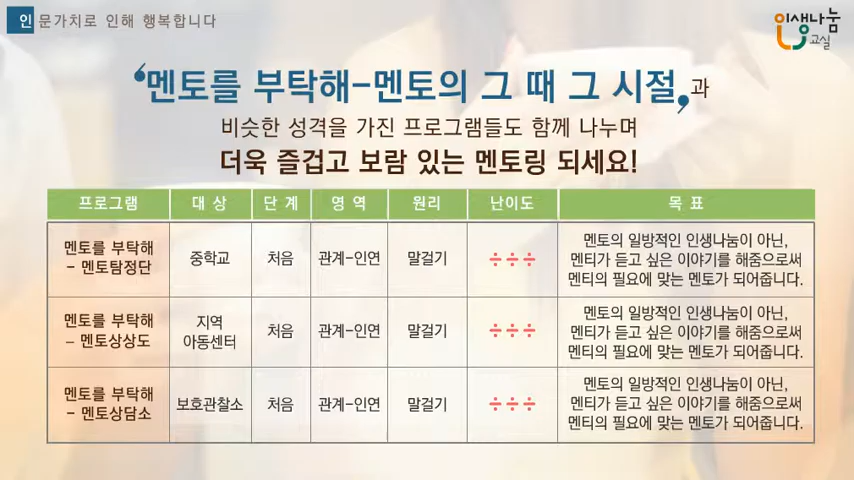 인문가치로 인해 행복합니다
인생나눔
교실
‘멘토를 부탁해-멘토의 그 때 그 시절,과
비슷한 성격을 가진 프로그램들도 함께 나누며
더욱 즐겁고 보람 있는 멘토링 되세요!
프로그램 대 상 단 계 영 역 원리 난이도 목 표
멘토를 부탁해
- 멘토탐정단
중학교
처음
관계-인연
말걸기
÷÷÷
멘토의 일방적인 인생나눔이 아닌,
멘티가 듣고 싶은 이야기를 해줌으로써
멘티의 필요에 맞는 멘토가 되어줍니다.
멘토를 부탁해
– 멘토상상도
지역
아동센터
처음
관계-인연
말걸기
÷÷÷
멘토의 일방적인 인생나눔이 아닌,
멘티가 듣고 싶은 이야기를 해줌으로써
멘티의 필요에 맞는 멘토가 되어줍니다.
멘토를 부탁해
- 멘토상담소
보호관찰소
처음
관계-인연
말걸기
÷÷÷
멘토의 일방적인 인생나눔이 아닌,
멘티가 듣고 싶은 이야기를 해줌으로써
멘티의 필요에 맞는 멘토가 되어줍니다.